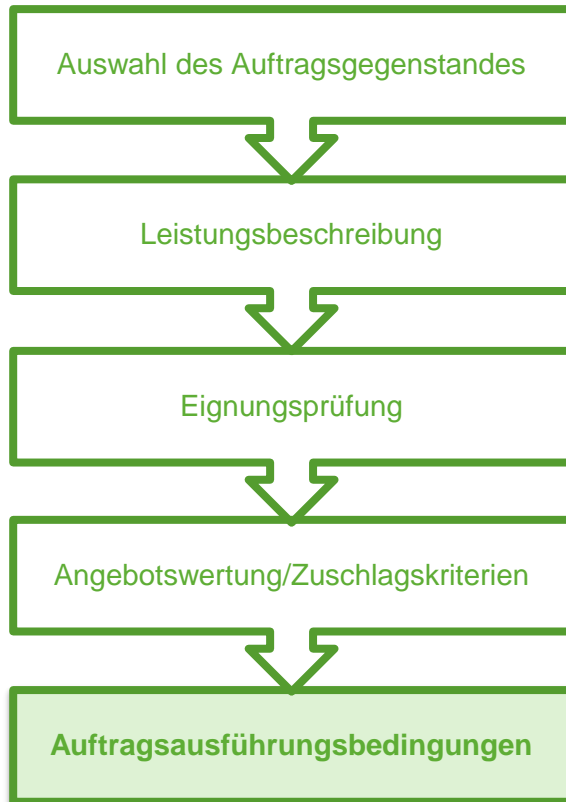 Auswahl des Auftragsgegenstandes
Leistungsbeschreibung
Eignungsprüfung
Angebotswertung/Zuschlagskriterien
Auftragsausführungsbedingungen